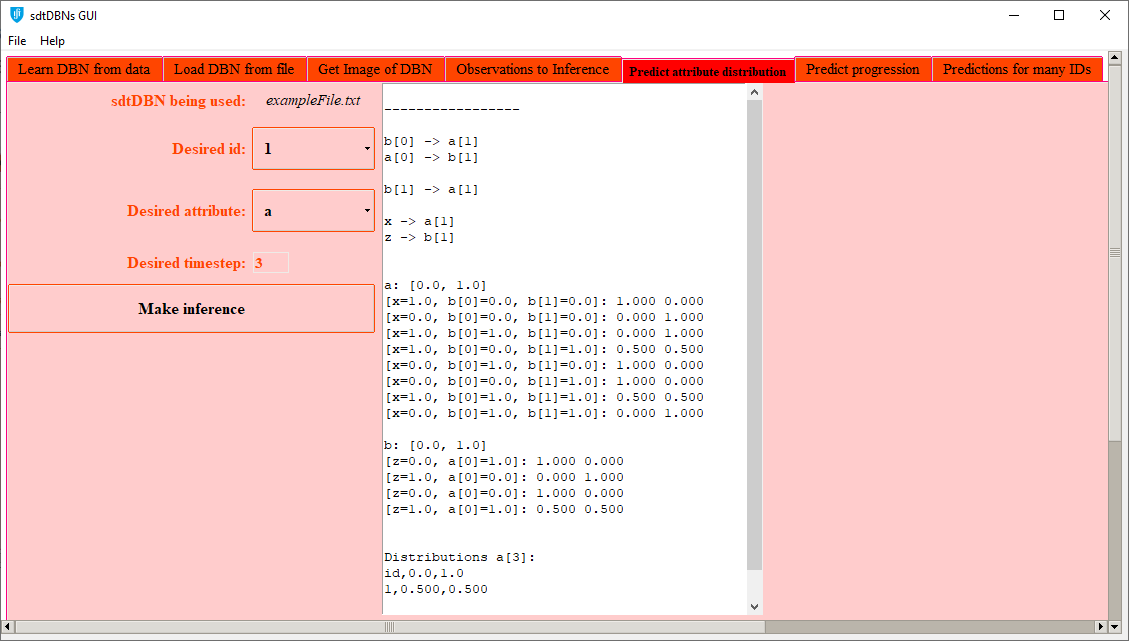 sdtDBNs GUI
File Help
Learn DBN from data Load DBN from file Get Image of DBN Observations to Inference Predict attribute distribution Predict progression Predictions for many IDs
sdtDBN being used: exampleFile.txt
Desired id: 1
Desired attribute: a
Desired timestep: 3
Make inference
-----------------
b[0] -> a[1]
a[0] -> b[1]
b[1] -> a[1]
x -> a[1]
z -> b[1]
a: [0.0, 1.0]
[x=1.0, b[0]=0.0, b[1]=0.0]: 1.000 0.000
[x=0.0, b[0]=0.0, b[1]=0.0]: 0.000 1.000
[x=1.0, b[0]=1.0, b[1]=0.0]: 0.000 1.000
[x=1.0, b[0]=0.0, b[1]=1.0]: 0.500 0.500
[x=0.0, b[0]=1.0, b[1]=0.0]: 1.000 0.000
[x=0.0, b[0]=0.0, b[1]=1.0]: 1.000 0.000
[x=1.0, b[0]=1.0, b[1]=1.0]: 0.500 0.500
[x=0.0, b[0]=1.0, b[1]=1.0]: 0.000 1.000
b: [0.0, 1.0]
[z=0.0, a[0]=1.0]: 1.000 0.000
[z=1.0, a[0]=0.0]: 0.000 1.000
[z=0.0, a[0]=0.0]: 1.000 0.000
[z=1.0, a[0]=1.0]: 0.500 0.500
Distributions a[3]:
id,0.0,1.0
1,0.500,0.500